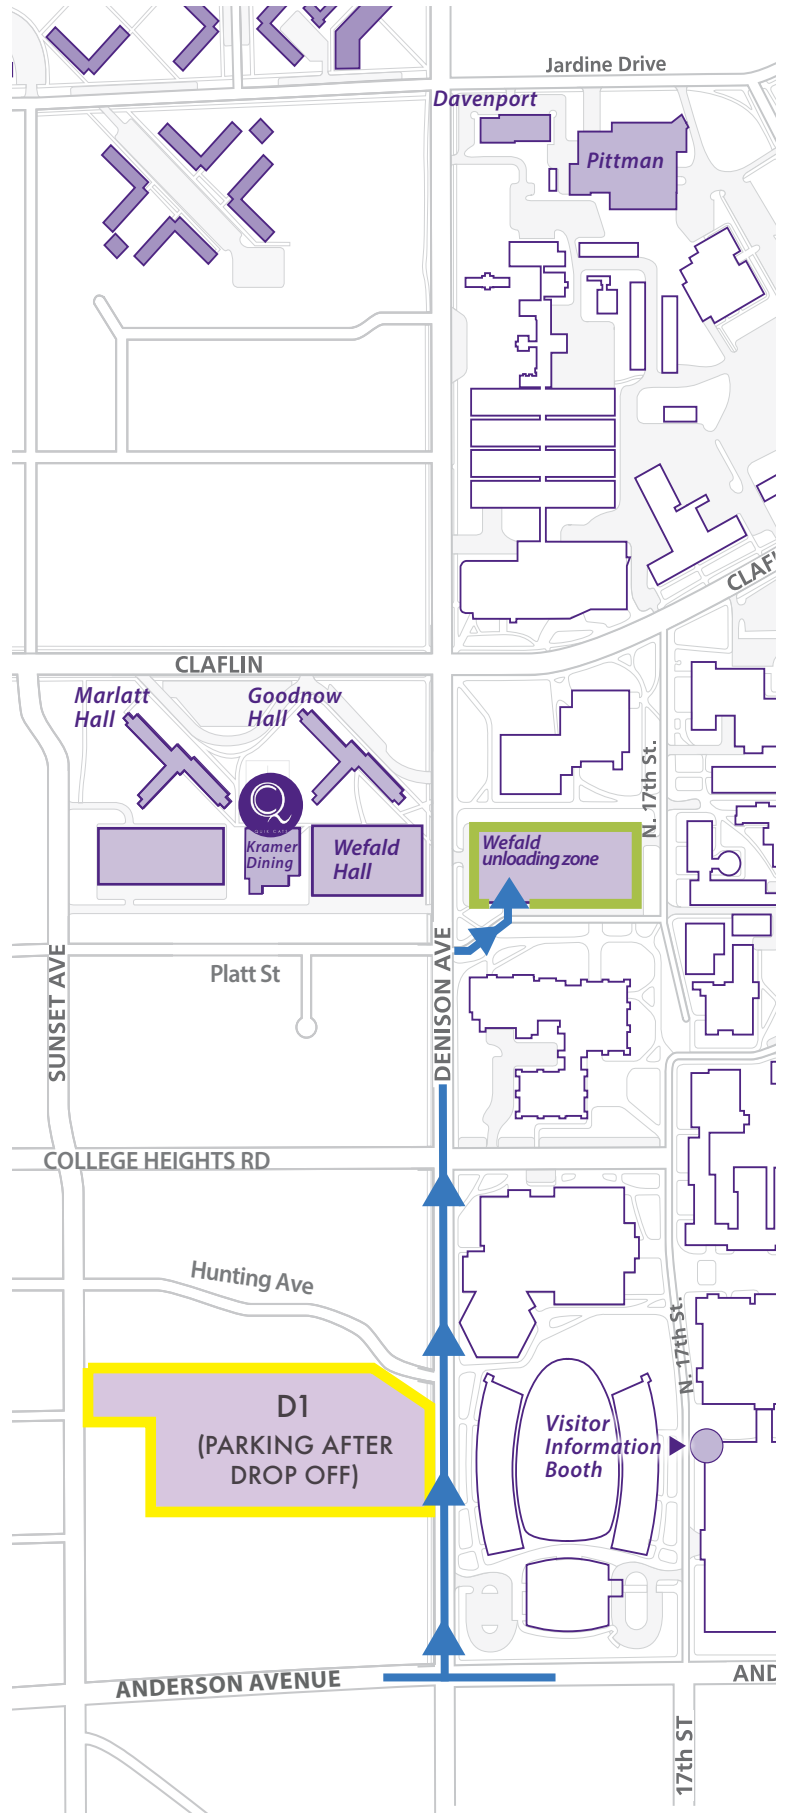 Jardine Drive
Davenport
Pittman
CLAFLIN
Marlatt
Hall
Goodnow
Hall
N. 17th St.
QUIK CATS
Kramer
Dining
Wefald
Hall
Wefald
unloading zone
SUNSET AVE
Platt St
DENISON AVE
COLLEGE HEIGHTS RD
Hunting Ave
N. 17th St.
D1
(PARKING AFTER
DROP OFF)
Visitor
Information
Booth
ANDERSON AVENUE
AND
17th ST